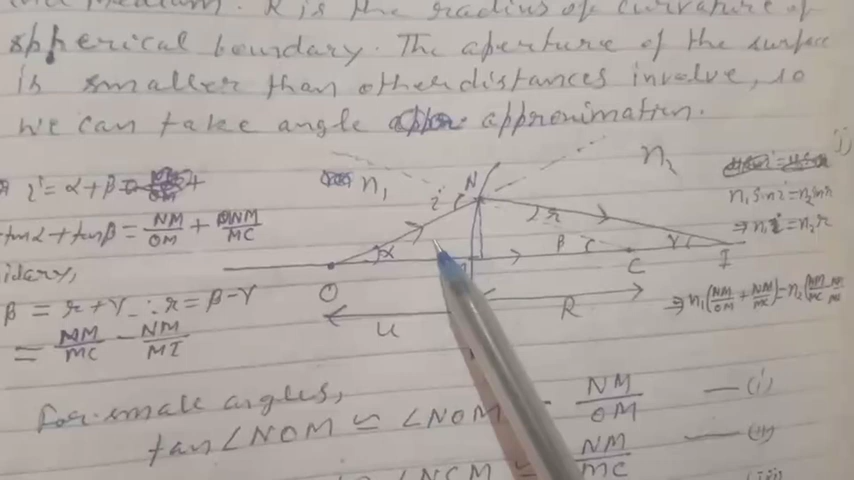 R is the radius of curvature of
spherical boundary. The aperture of the surface
is smaller than other distances involve, so
we can take angle approximation.
i = α + β =
tanα + tanβ = NM/OM + NM/MC
β = r + γ ∴ r = β - γ
= NM/MC - NM/MI
n₁
n₂
N
i
r
α
β
γ
O
C
I
u
R
n₁ sin i = n₂ sin r
⇒ n₁ i = n₂ r
⇒ n₁(NM/OM + NM/MC) = n₂(NM/MC
For small angles,
tan∠NOM ≃ ∠NOM = NM/OM —(i)
∠NCM ≃ NM/MC —(ii)